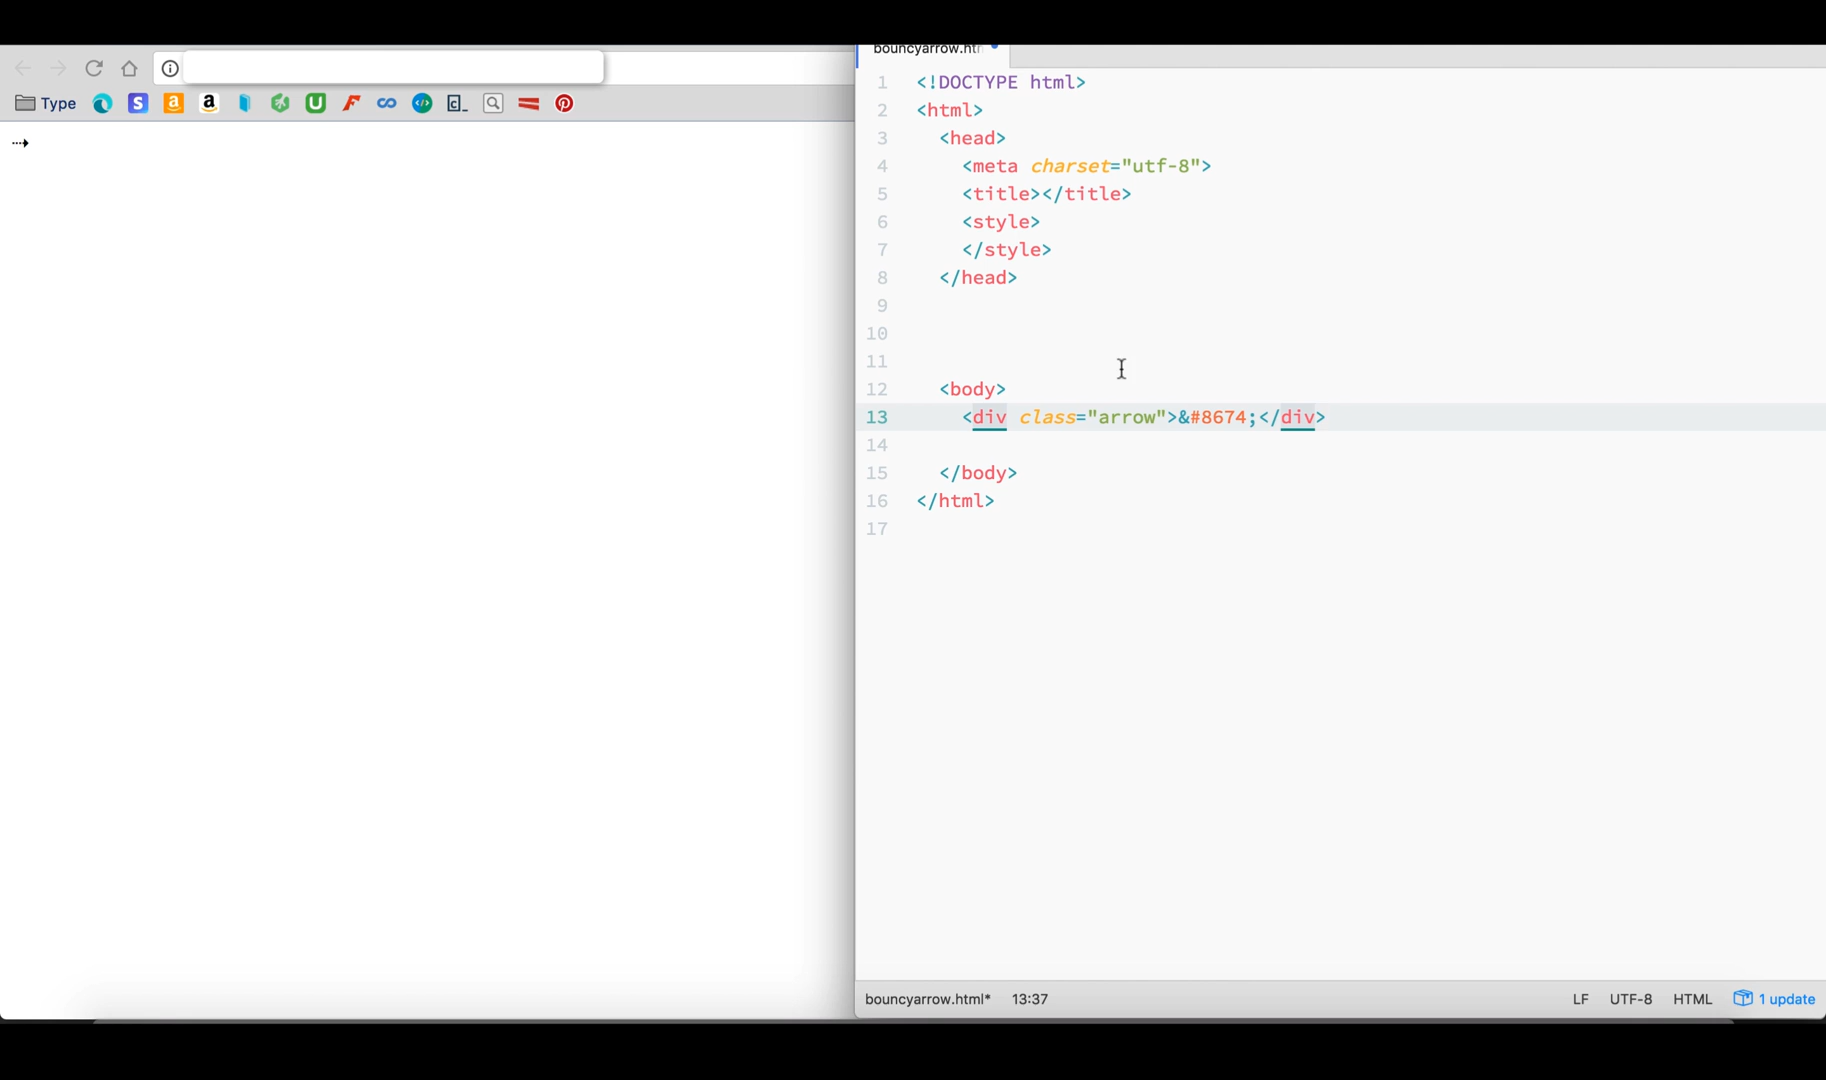 bouncyarrow.htm
Type
⇢
1 <!DOCTYPE html>
2 <html>
3 <head>
4 <meta charset="utf-8">
5 <title></title>
6 <style>
7 </style>
8 </head>
9
10
11
12 <body>
13 <div class="arrow">&#8674;</div>
14
15 </body>
16 </html>
17
bouncyarrow.html* 13:37 LF UTF-8 HTML 1 update